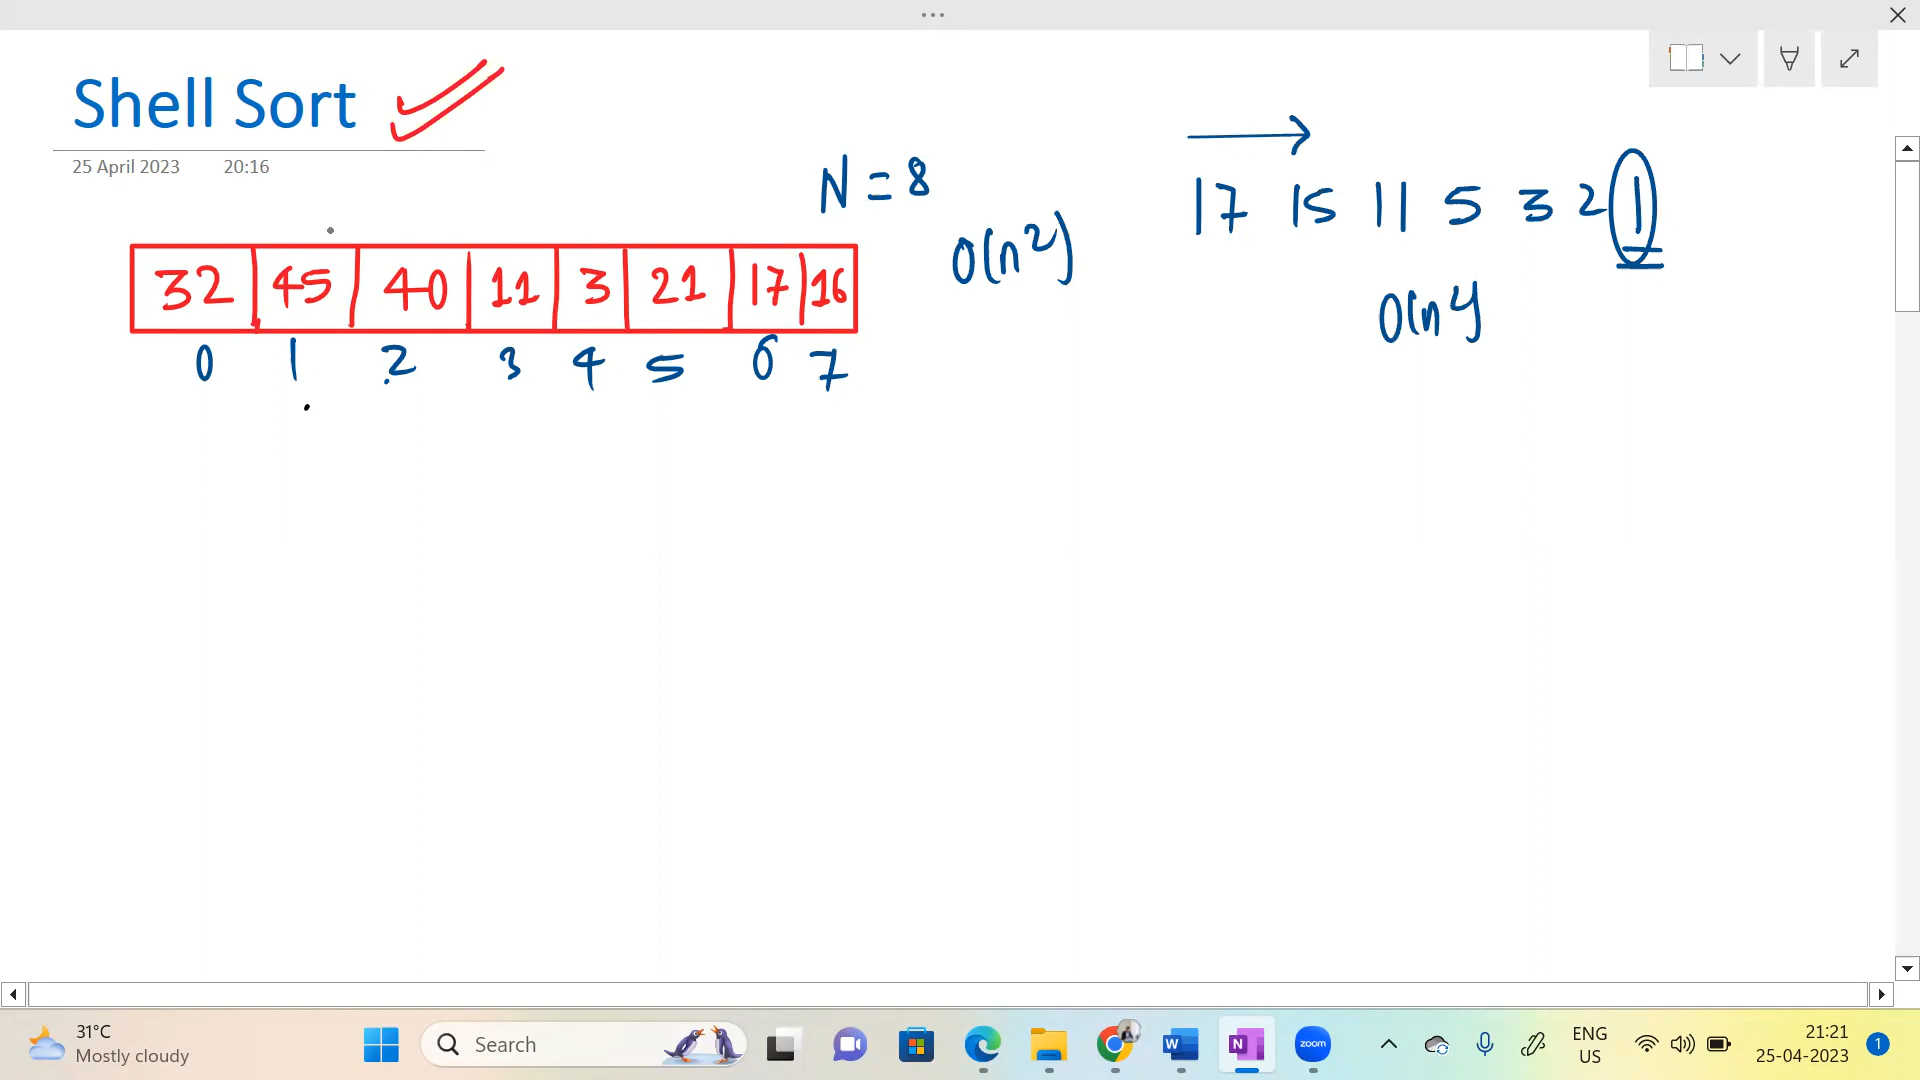 Shell Sort
25 April 2023 20:16
N = 8
O(n2)
17 15 11 5 3 2 1
32 45 40 11 3 21 17 16
0 1 2 3 4 5 6 7
31°C
Mostly cloudy
Search
W
N
zoom
ENG
US
21:21
25-04-2023
1